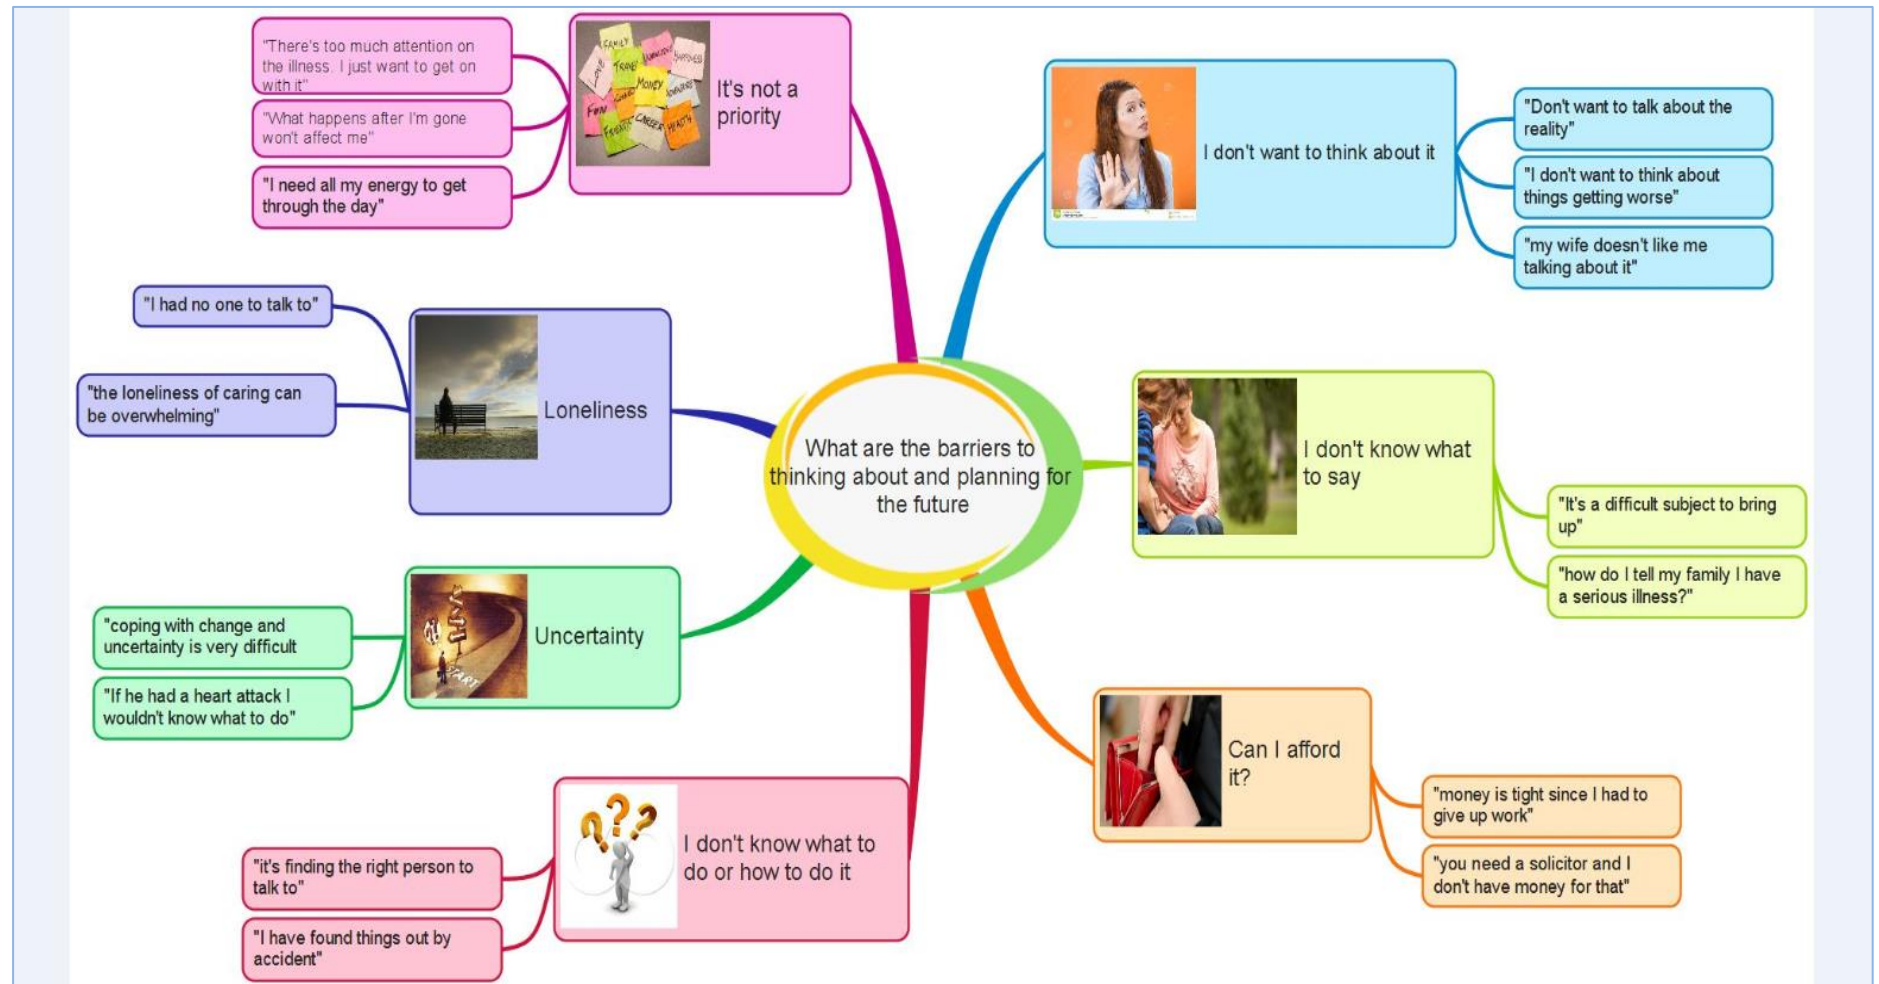 What are the barriers to
thinking about and planning for
the future
I don't want to think about it
"Don't want to talk about the
reality"
"I don't want to think about
things getting worse"
"my wife doesn't like me
talking about it"
I don't know what
to say
"It's a difficult subject to bring
up"
"how do I tell my family I have
a serious illness?"
Can I afford
it?
"money is tight since I had to
give up work"
"you need a solicitor and I
don't have money for that"
I don't know what to
do or how to do it
"it's finding the right person to
talk to"
"I have found things out by
accident"
Uncertainty
START
"coping with change and
uncertainty is very difficult
"If he had a heart attack I
wouldn't know what to do"
Loneliness
"I had no one to talk to"
"the loneliness of caring can
be overwhelming"
It's not a
priority
FAMILY
LOVE
TRAVEL
HAPPINESS
MONEY
FRIENDS
CAREER
HEALTH
"There's too much attention on
the illness. I just want to get on
with it"
"What happens after I'm gone
won't affect me"
"I need all my energy to get
through the day"